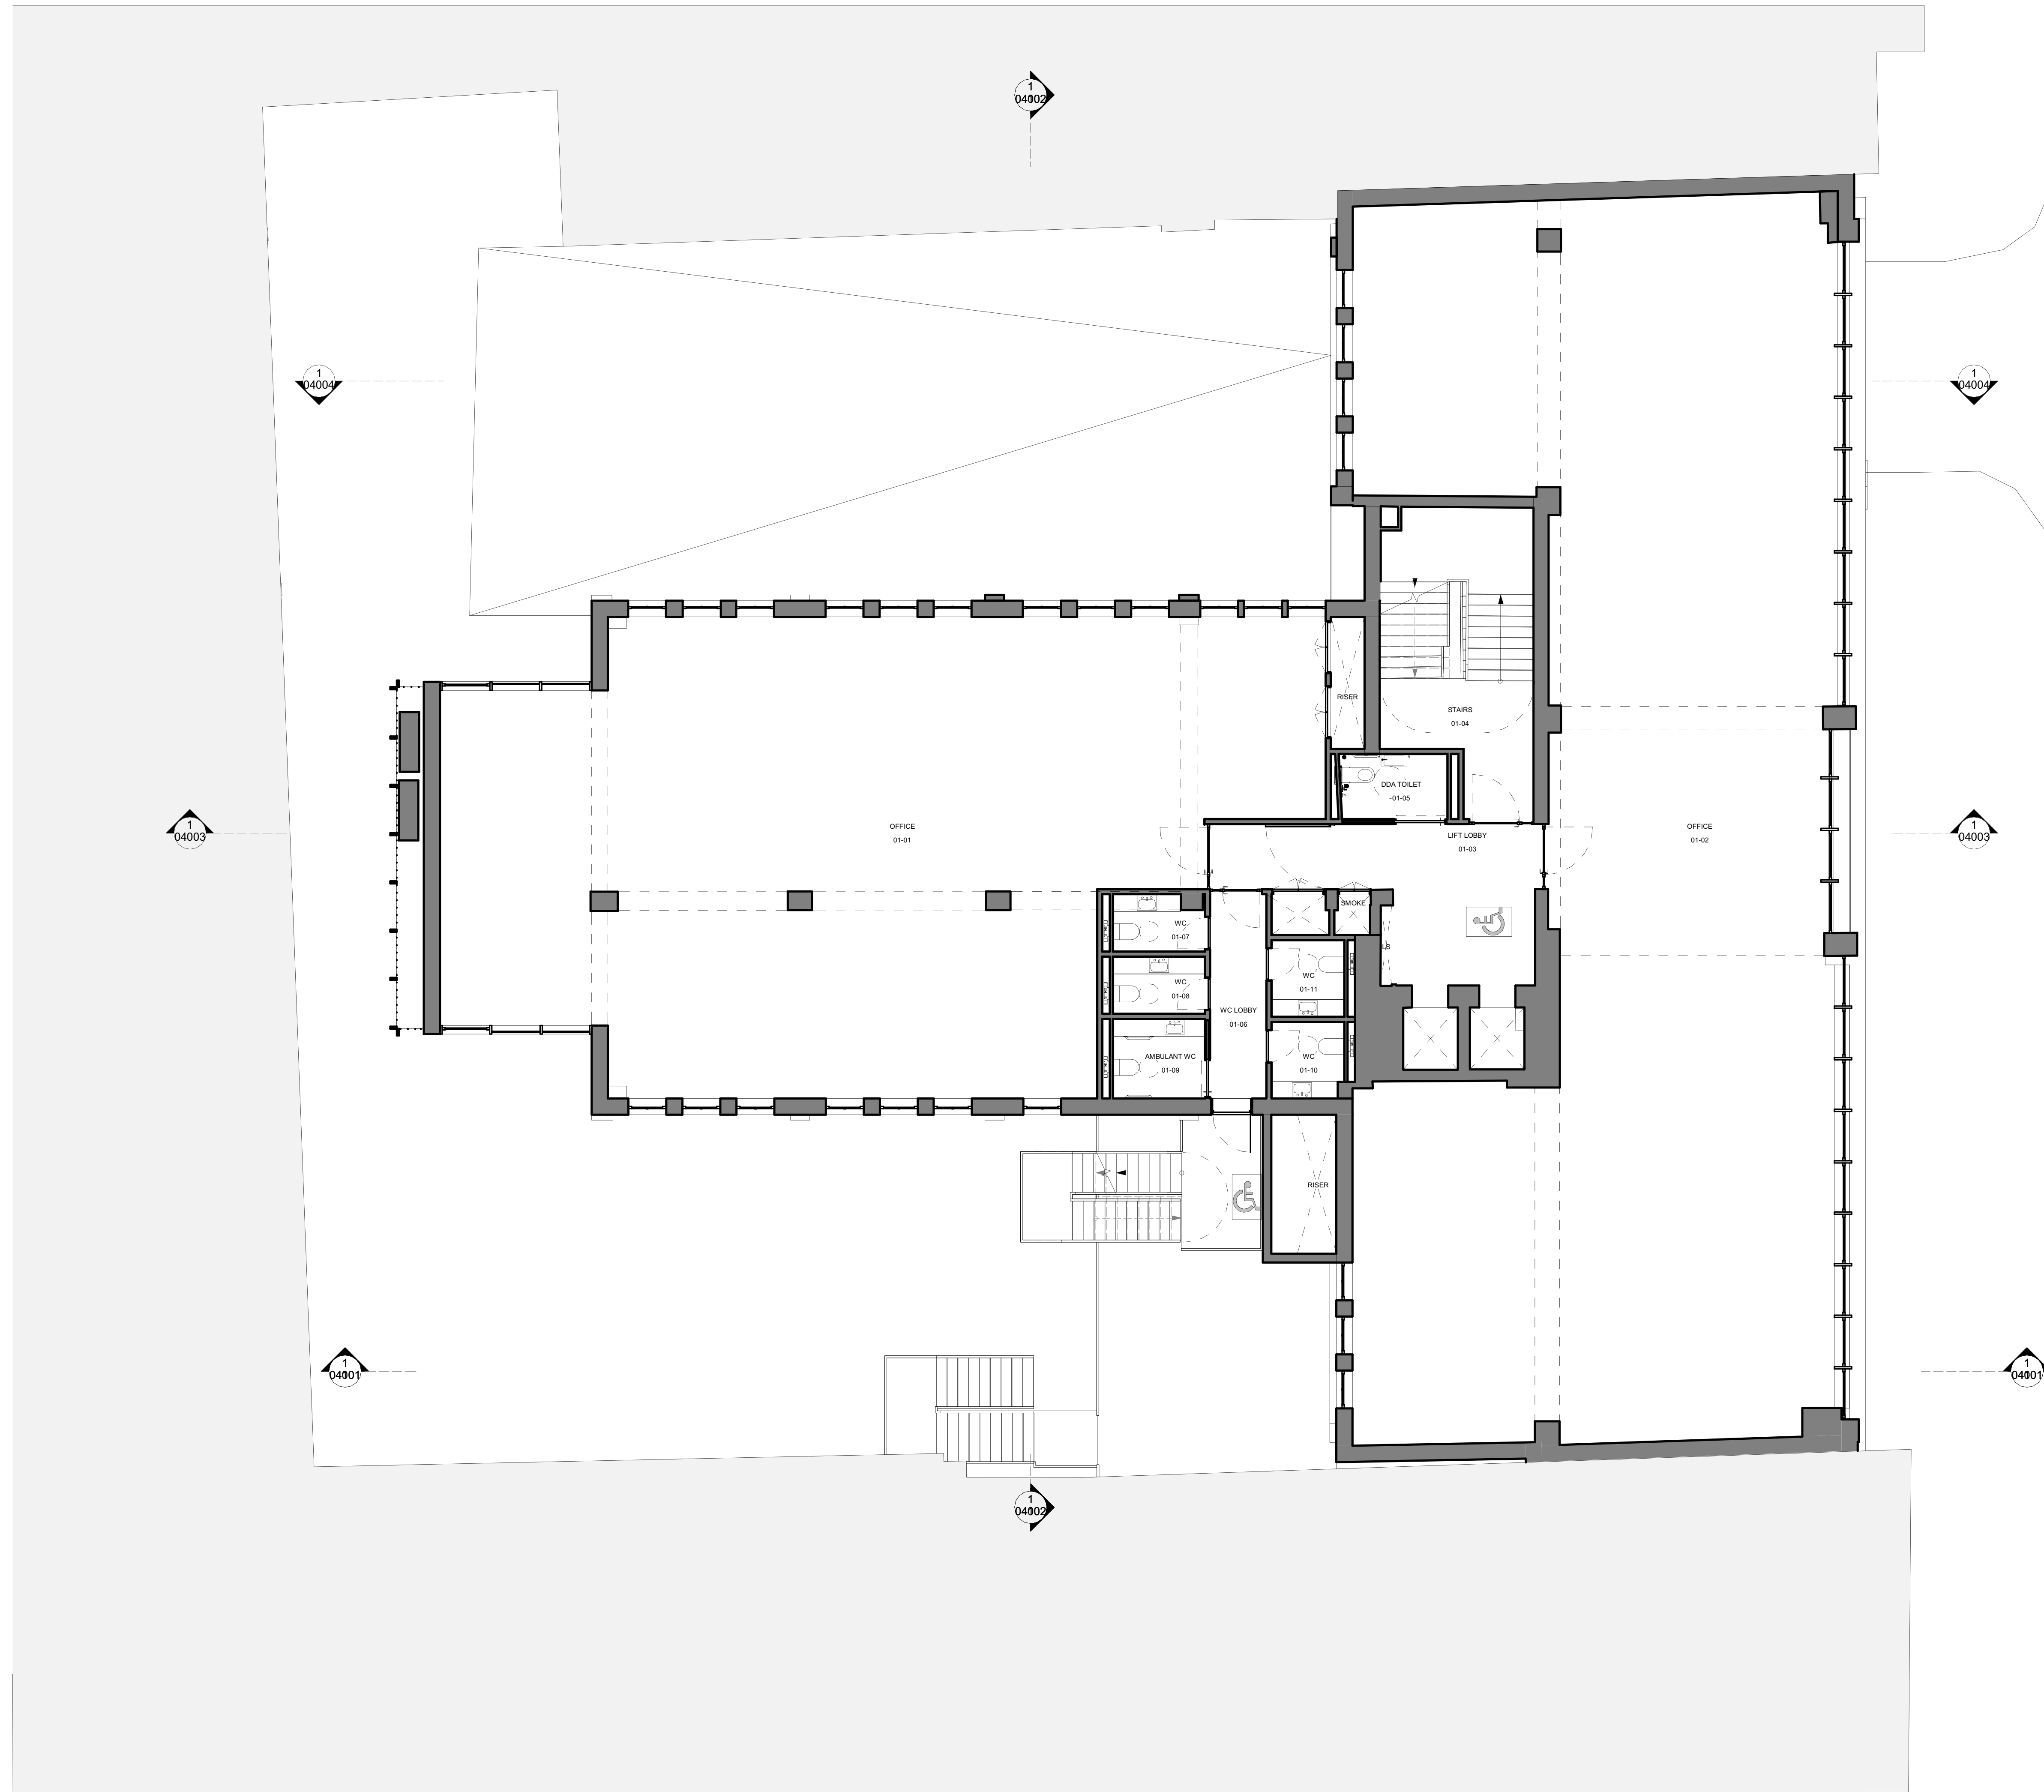 1
04002
1
04004
1
04004
RISER
STAIRS
01-04
DDA TOILET
01-05
1
04003
OFFICE
01-01
LIFT LOBBY
01-03
OFFICE
01-02
1
04003
SMOKE
WC
01-07
LS
WC
01-11
WC
01-08
WC LOBBY
01-06
AMBULANT WC
01-09
WC
01-10
RISER
1
04001
1
04001
1
04002